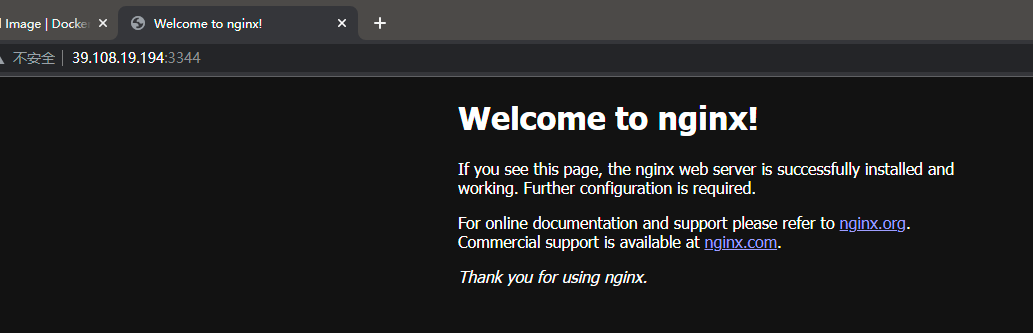 l Image | Docke
Welcome to nginx!
不安全 39.108.19.194:3344
Welcome to nginx!
If you see this page, the nginx web server is successfully installed and
working. Further configuration is required.
For online documentation and support please refer to nginx.org.
Commercial support is available at nginx.com.
Thank you for using nginx.